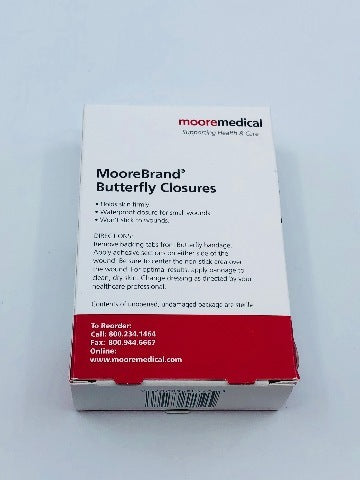 mooremedical
Supporting Health & Care
MooreBrand®
Butterfly Closures
• Holds skin firmly
• Waterproof closure for small wounds
• Won't stick to wounds.
DIRECTIONS:
Remove backing tabs from Butterfly bandage.
Apply adhesive sections on either side of the
wound. Be sure to center the non-stick area over
the wound. For optimal results, apply bandage to
clean, dry skin. Change dressing as directed by your
healthcare professional.
Contents of unopened, undamaged package are sterile
To Reorder:
Call: 800.234.1464
Fax: 800.944.6667
Online:
www.mooremedical.com